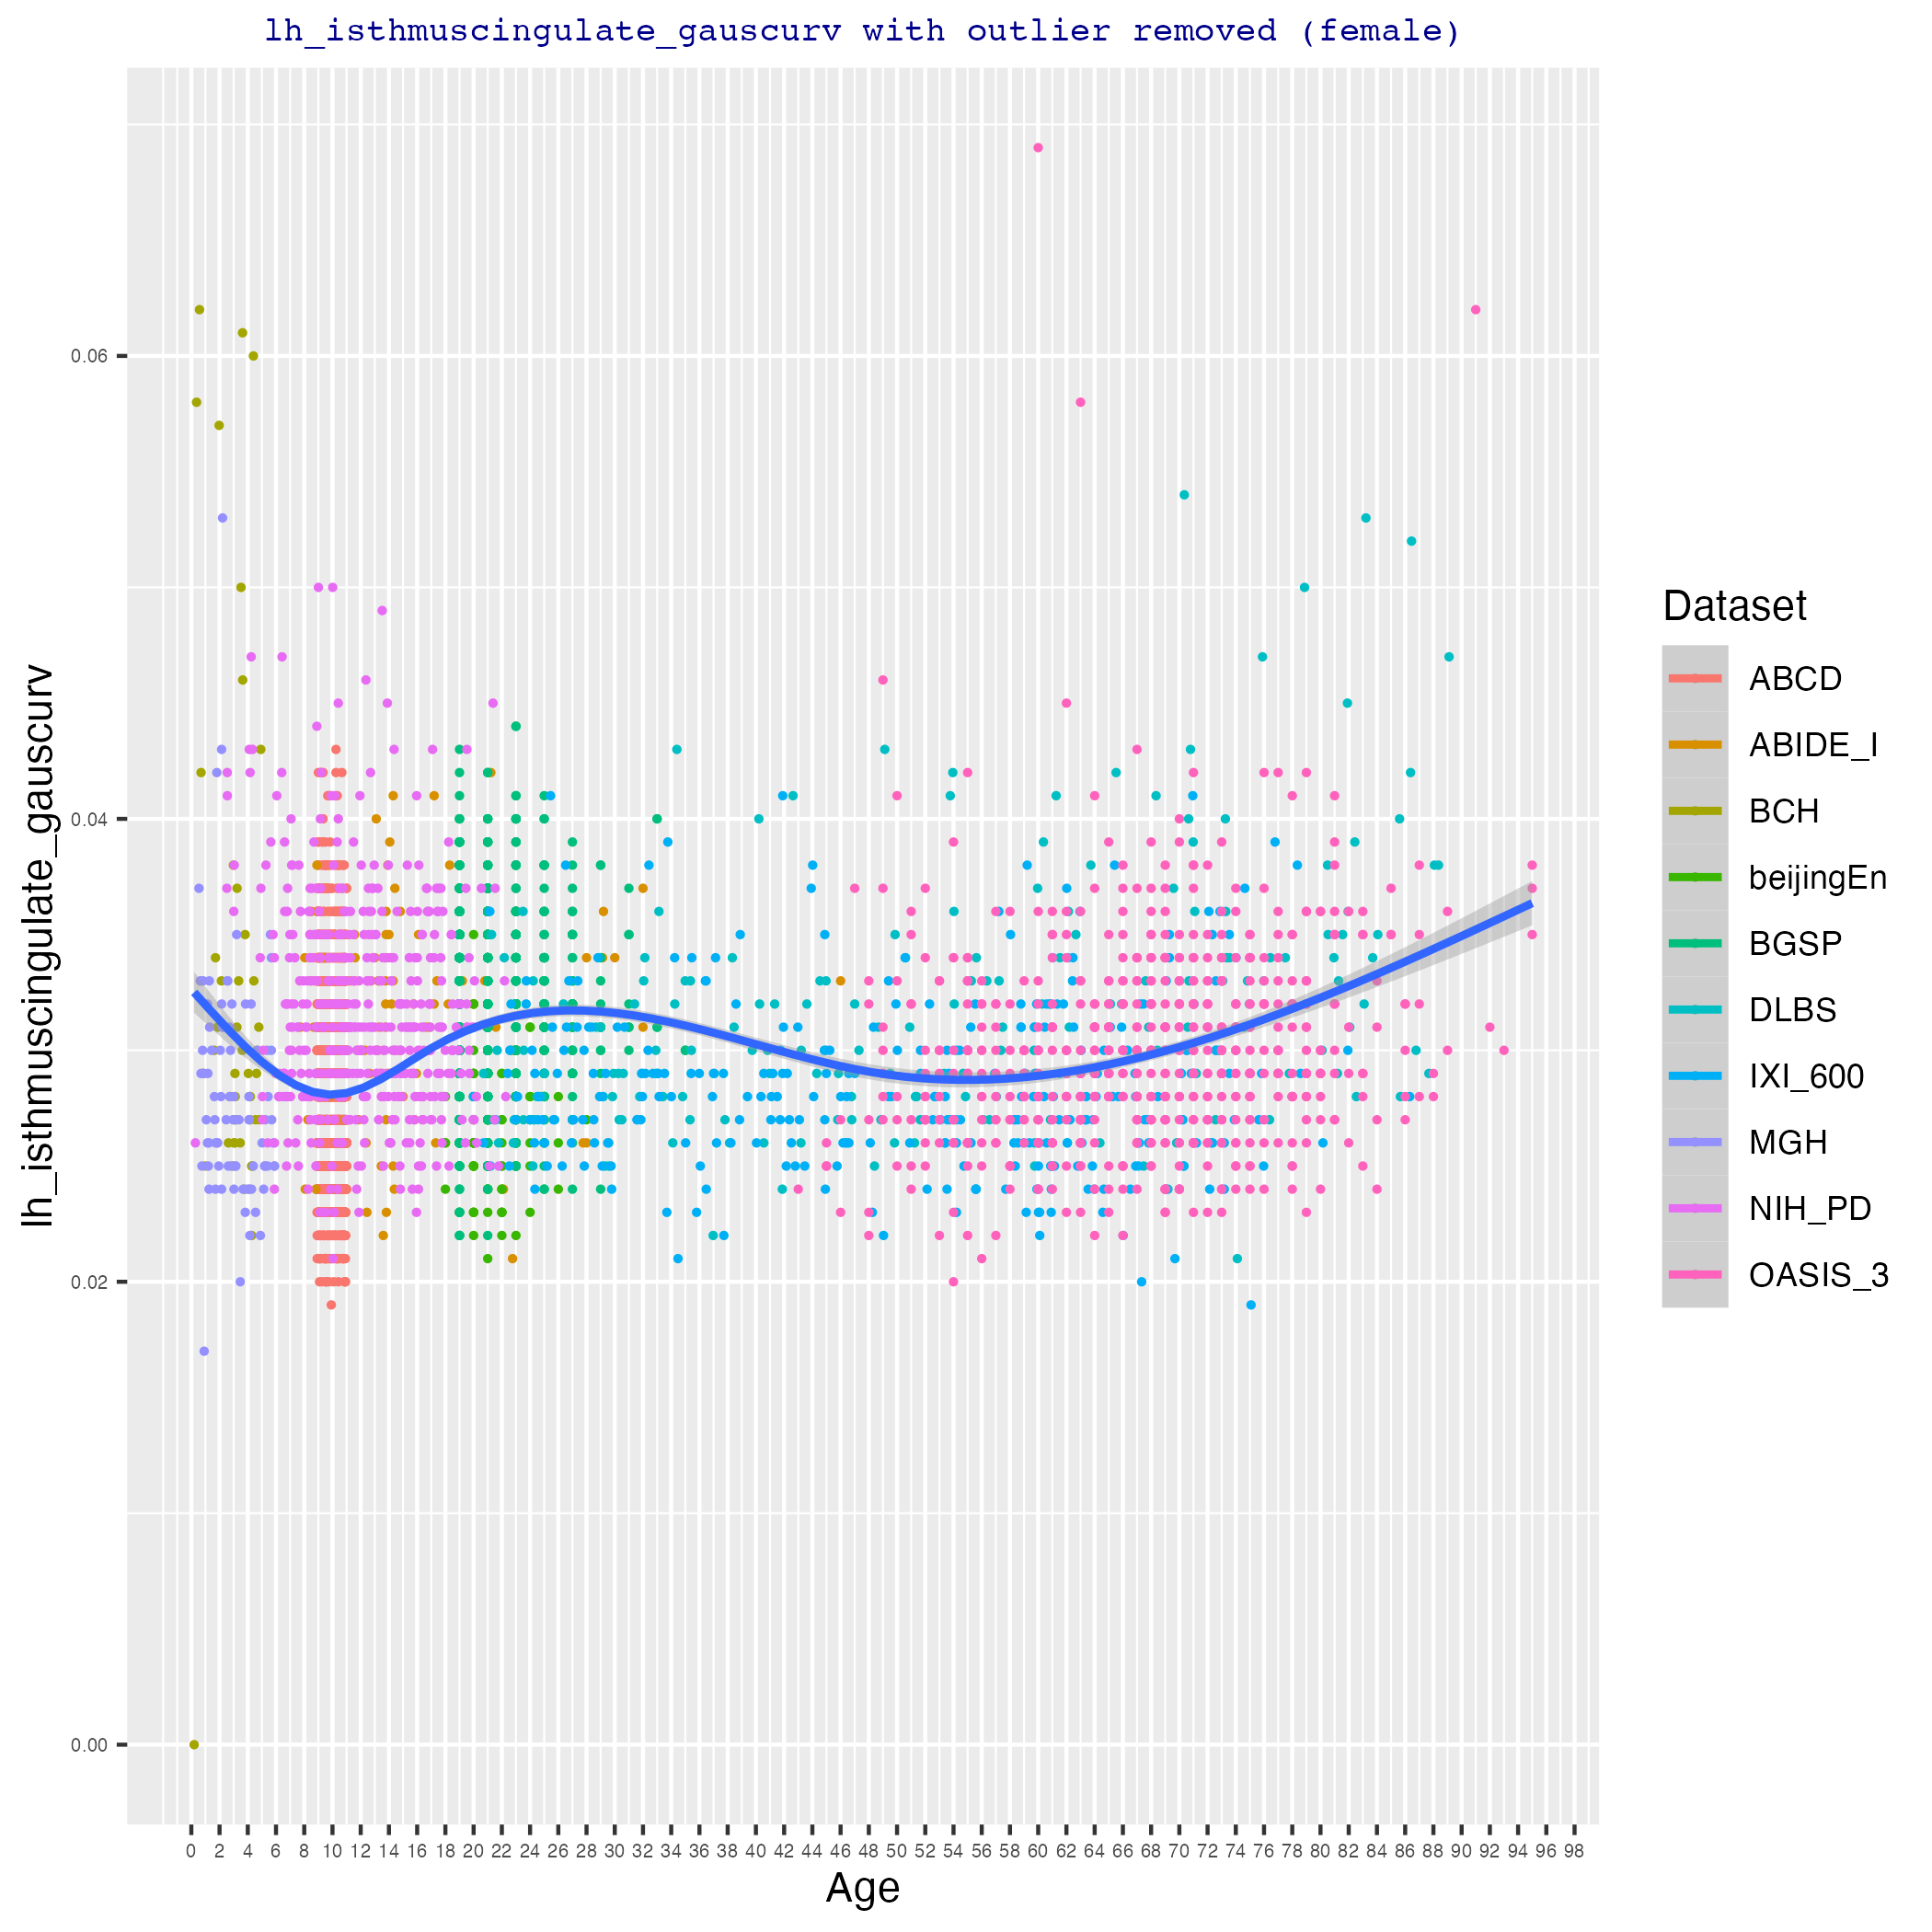 lh_isthmuscingulate_gauscurv with outlier removed (female)
lh_isthmuscingulate_gauscurv
0.06
0.04
0.02
0.00
0 2 4 6 8 10 12 14 16 18 20 22 24 26 28 30 32 34 36 38 40 42 44 46 48 50 52 54 56 58 60 62 64 66 68 70 72 74 76 78 80 82 84 86 88 90 92 94 96 98
Age
Dataset
ABCD
ABIDE_I
BCH
beijingEn
BGSP
DLBS
IXI_600
MGH
NIH_PD
OASIS_3